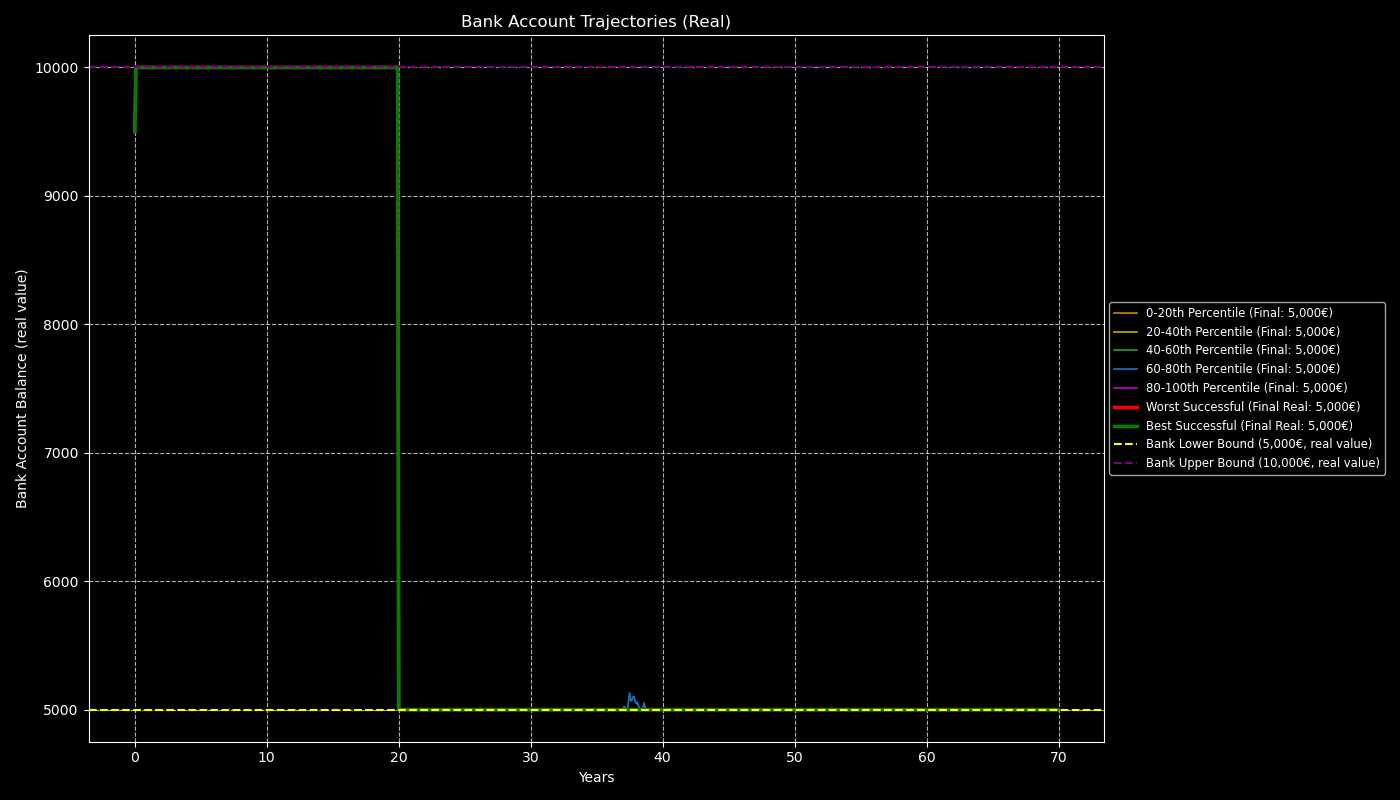 Bank Account Trajectories (Real)
Bank Account Balance (real value)
10000
9000
8000
7000
6000
5000
0 10 20 30 40 50 60 70
Years
0-20th Percentile (Final: 5,000€)
20-40th Percentile (Final: 5,000€)
40-60th Percentile (Final: 5,000€)
60-80th Percentile (Final: 5,000€)
80-100th Percentile (Final: 5,000€)
Worst Successful (Final Real: 5,000€)
Best Successful (Final Real: 5,000€)
Bank Lower Bound (5,000€, real value)
Bank Upper Bound (10,000€, real value)